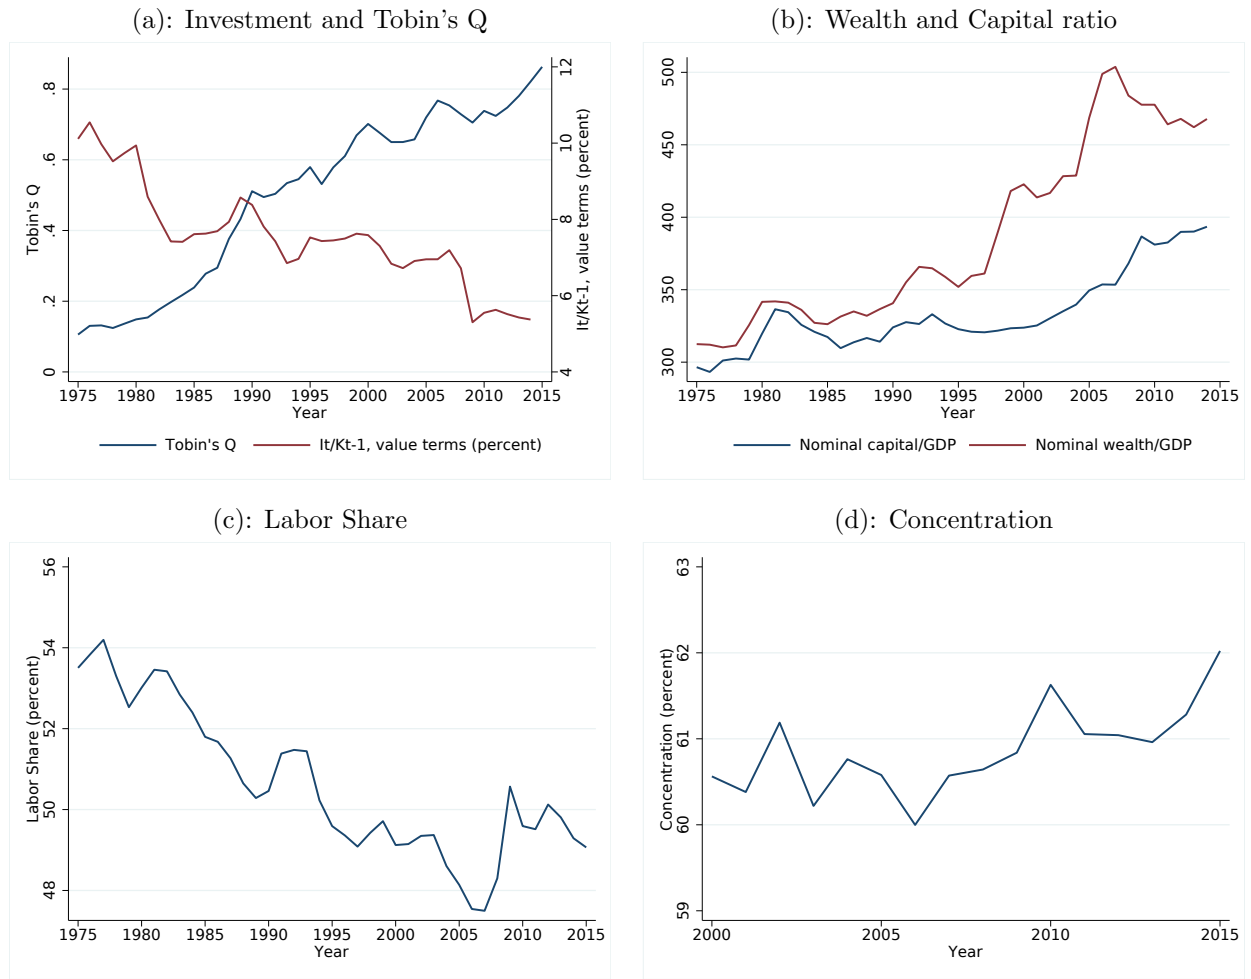 (a): Investment and Tobin's Q
Tobin's Q
0 .2 .4 .6 .8
It/Kt-1, value terms (percent)
4 6 8 10 12
1975 1980 1985 1990 1995 2000 2005 2010 2015
Year
Tobin's Q It/Kt-1, value terms (percent)
(b): Wealth and Capital ratio
300 350 400 450 500
1975 1980 1985 1990 1995 2000 2005 2010 2015
Year
Nominal capital/GDP Nominal wealth/GDP
(c): Labor Share
Labor Share (percent)
48 50 52 54 56
1975 1980 1985 1990 1995 2000 2005 2010 2015
Year
(d): Concentration
Concentration (percent)
59 60 61 62 63
2000 2005 2010 2015
Year